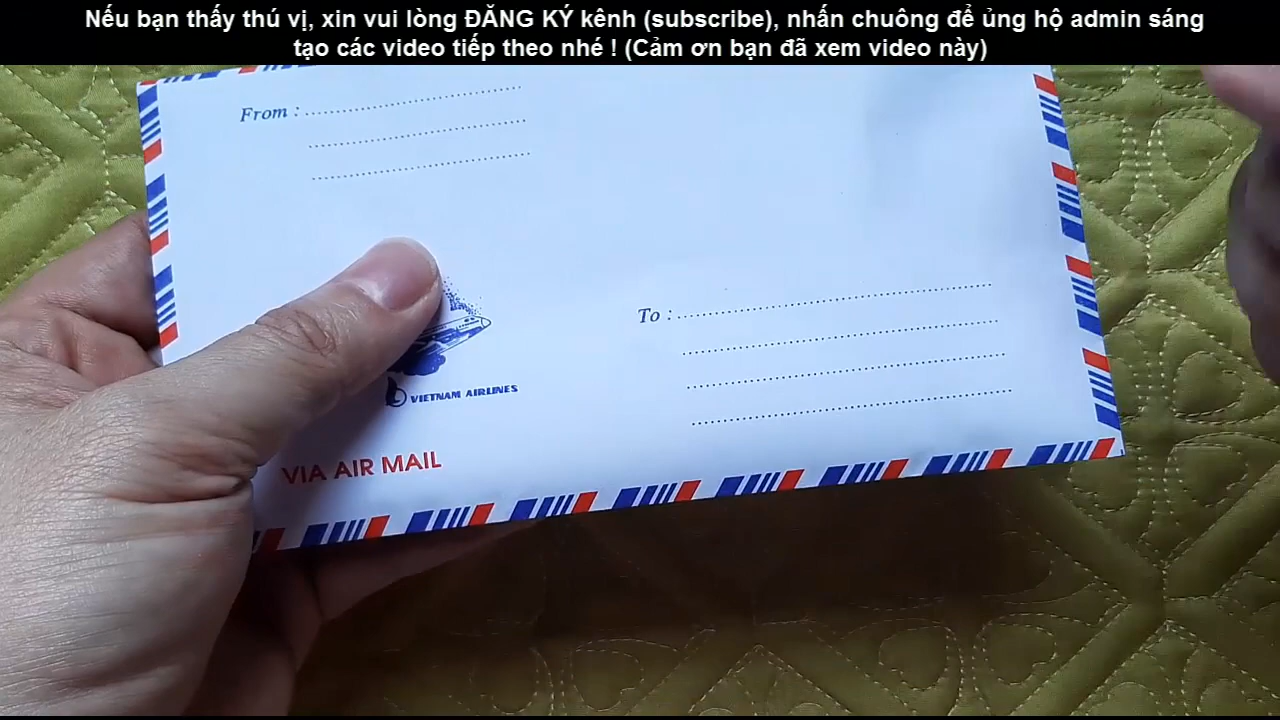 Nếu bạn thấy thú vị, xin vui lòng ĐĂNG KÝ kênh (subscribe), nhấn chuông để ủng hộ admin sáng
tạo các video tiếp theo nhé ! (Cảm ơn bạn đã xem video này)
From :
To :
VIETNAM AIRLINES
VIA AIR MAIL